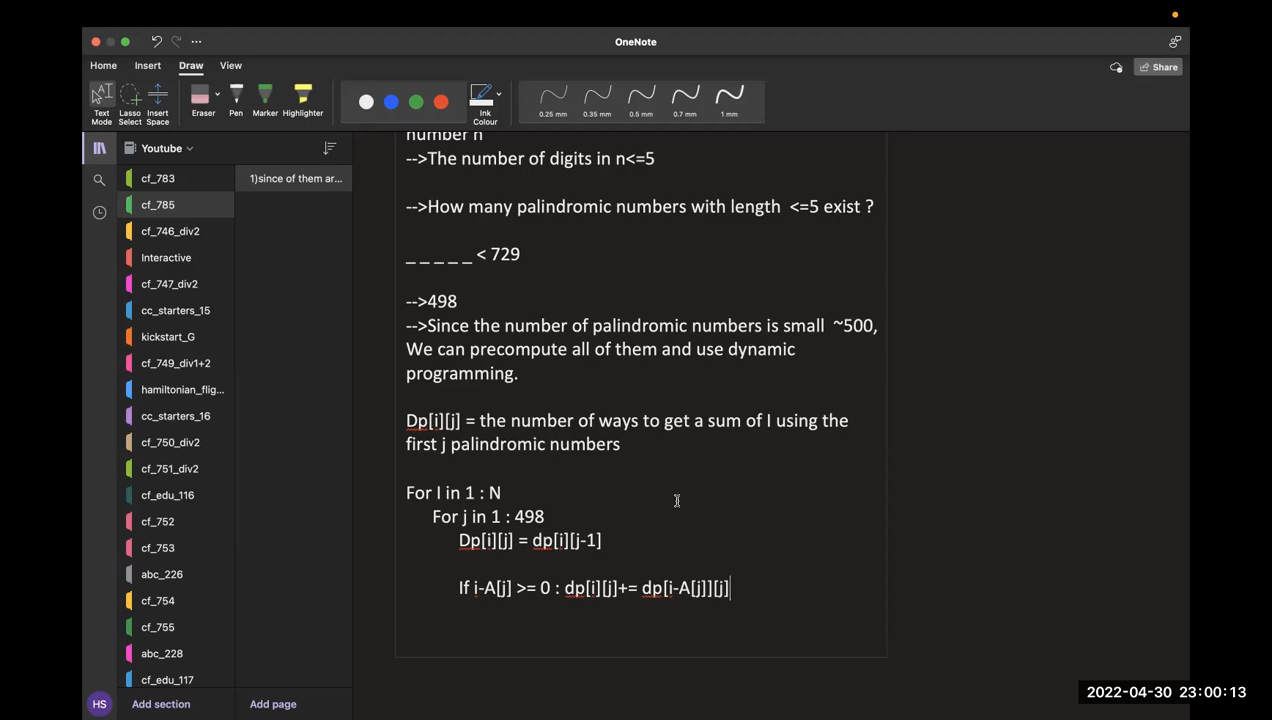 OneNote
Home Insert Draw View
Share
Text Mode
Lasso Select
Insert Space
Eraser
Pen
Marker
Highlighter
Ink Colour
0.25 mm
0.35 mm
0.5 mm
0.7 mm
1 mm
Youtube
cf_783
cf_785
cf_746_div2
Interactive
cf_747_div2
cc_starters_15
kickstart_G
cf_749_div1+2
hamiltonian_flig...
cc_starters_16
cf_750_div2
cf_751_div2
cf_edu_116
cf_752
cf_753
abc_226
cf_754
cf_755
abc_228
cf_edu_117
HS
Add section
1)since of them ar...
Add page
number n
-->The number of digits in n<=5
-->How many palindromic numbers with length <=5 exist ?
_ _ _ _ _ < 729
-->498
-->Since the number of palindromic numbers is small ~500,
We can precompute all of them and use dynamic
programming.
Dp[i][j] = the number of ways to get a sum of I using the
first j palindromic numbers
For I in 1 : N
For j in 1 : 498
Dp[i][j] = dp[i][j-1]
If i-A[j] >= 0 : dp[i][j]+= dp[i-A[j]][j]
2022-04-30 23:00:13